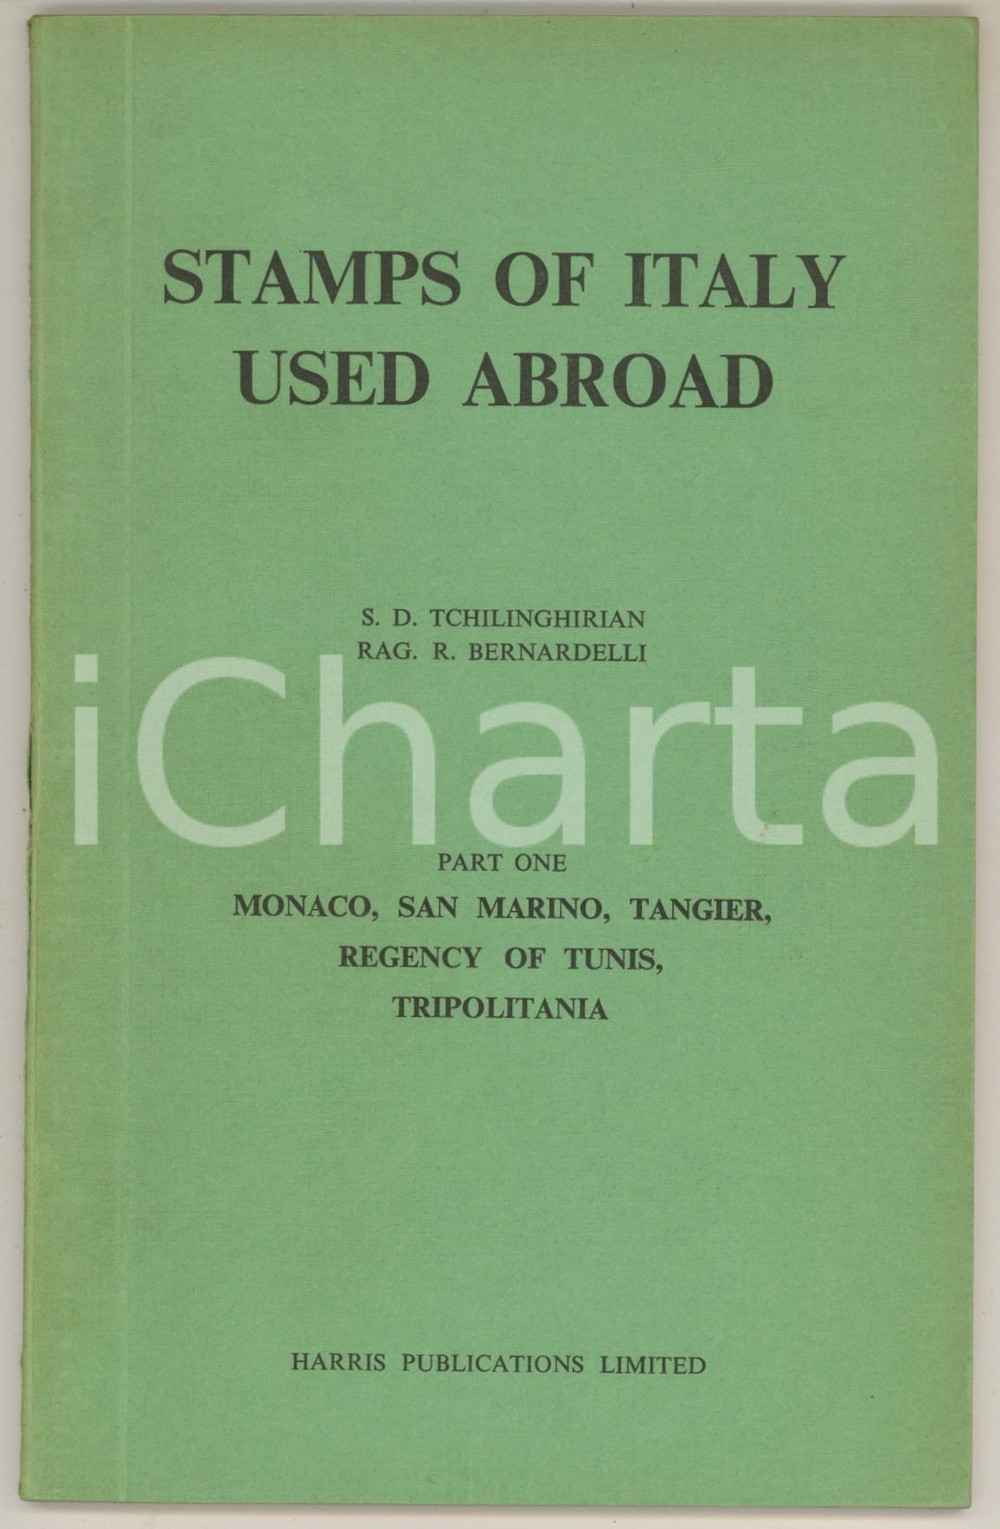 STAMPS OF ITALY
USED ABROAD
S. D. TCHILINGHIRIAN
RAG. R. BERNARDELLI
iCharta
PART ONE
MONACO, SAN MARINO, TANGIER,
REGENCY OF TUNIS,
TRIPOLITANIA
HARRIS PUBLICATIONS LIMITED